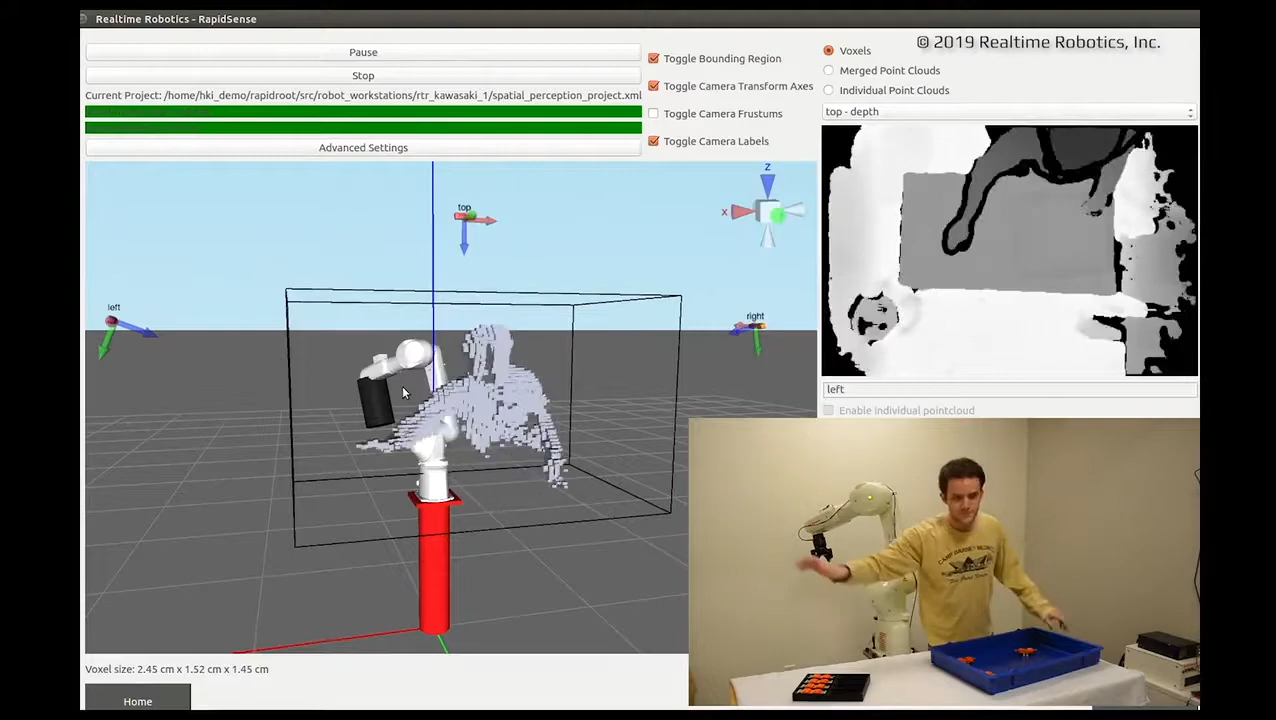 Realtime Robotics - RapidSense
© 2019 Realtime Robotics, Inc.
Pause
Stop
Current Project: /home/hki_demo/rapidroot/src/robot_workstations/rtr_kawasaki_1/spatial_perception_project.xml
Advanced Settings
Toggle Bounding Region
Toggle Camera Transform Axes
Toggle Camera Frustums
Toggle Camera Labels
Voxels
Merged Point Clouds
Individual Point Clouds
top - depth
Z
X
top
left
right
left
Enable individual pointcloud
Voxel size: 2.45 cm x 1.52 cm x 1.45 cm
Home